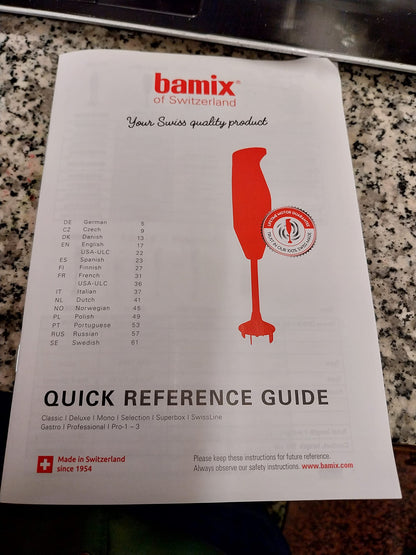 bamix®
of Switzerland
Your Swiss quality product
LIFETIME MOTOR GUARANTEE
DE German 5
CZ Czech 9
DK Danish 13
EN English 17
USA-ULC 22
ES Spanish 23
FI Finnish 27
FR French 31
USA-ULC 36
IT Italian 37
NL Dutch 41
NO Norwegian 45
PL Polish 49
PT Portuguese 53
RUS Russian 57
SE Swedish 61
QUICK REFERENCE GUIDE
Classic | Deluxe | Mono | Selection | Superbox | SwissLine
Gastro | Professional | Pro-1 – 3
Made in Switzerland
since 1954
Please keep these instructions for future reference.
Always observe our safety instructions. www.bamix.com